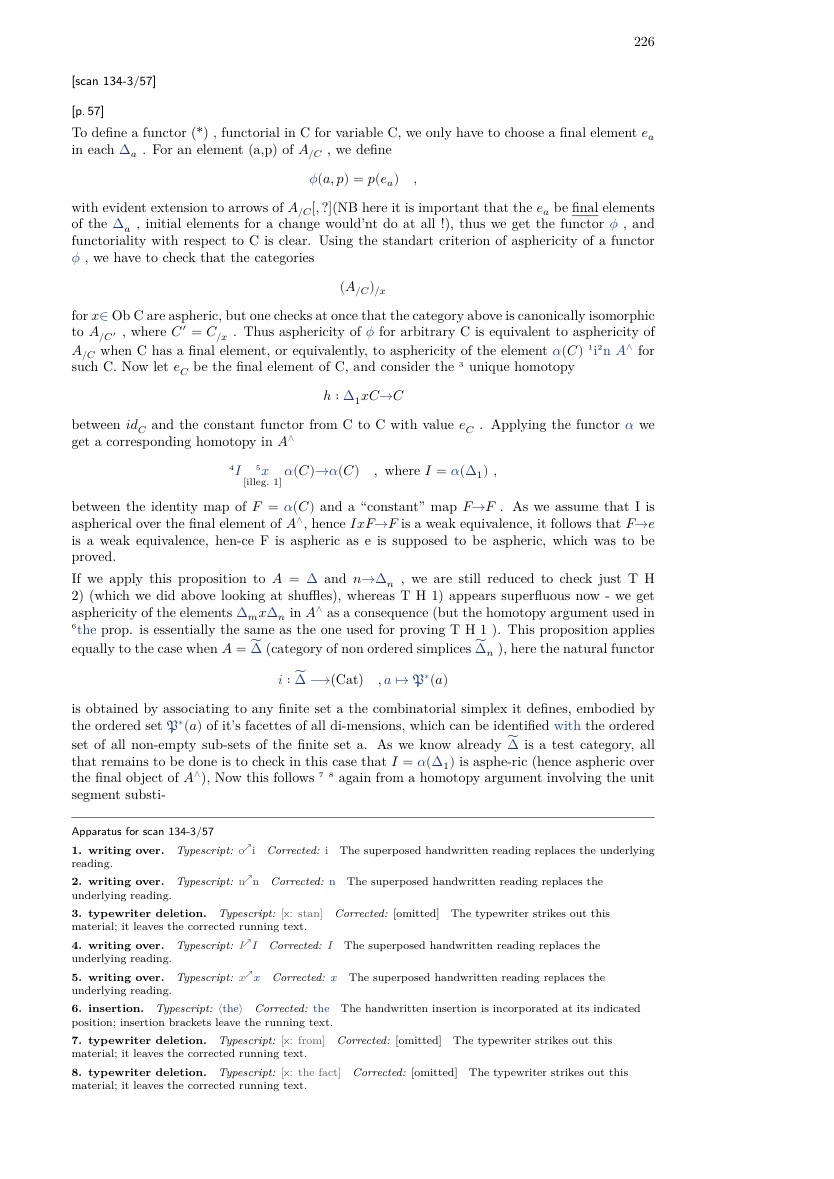 226
[scan 134-3/57]
[p. 57]
To define a functor (*) , functorial in C for variable C, we only have to choose a final element e_a
in each Δ_a . For an element (a,p) of A_{/C} , we define
ϕ(a, p) = p(e_a) ,
with evident extension to arrows of A_{/C}[, ?](NB here it is important that the e_a be final elements
of the Δ_a , initial elements for a change would'nt do at all !), thus we get the functor ϕ , and
functoriality with respect to C is clear. Using the standart criterion of asphericity of a functor
ϕ , we have to check that the categories
(A_{/C})_{/x}
for x∈ Ob C are aspheric, but one checks at once that the category above is canonically isomorphic
to A_{/C′} , where C′ = C_{/x} . Thus asphericity of ϕ for arbitrary C is equivalent to asphericity of
A_{/C} when C has a final element, or equivalently, to asphericity of the element α(C) ¹i²n A^∧ for
such C. Now let e_C be the final element of C, and consider the ³ unique homotopy
h : Δ₁xC→C
between id_C and the constant functor from C to C with value e_C . Applying the functor α we
get a corresponding homotopy in A^∧
⁴I ⁵x α(C)→α(C) , where I = α(Δ₁) ,
[illeg. 1]
between the identity map of F = α(C) and a “constant” map F→F . As we assume that I is
aspherical over the final element of A^∧, hence IxF→F is a weak equivalence, it follows that F→e
is a weak equivalence, hen-ce F is aspheric as e is supposed to be aspheric, which was to be
proved.
If we apply this proposition to A = Δ and n→Δ_n , we are still reduced to check just T H
2) (which we did above looking at shuffles), whereas T H 1) appears superfluous now - we get
asphericity of the elements Δ_m xΔ_n in A^∧ as a consequence (but the homotopy argument used in
⁶the prop. is essentially the same as the one used for proving T H 1 ). This proposition applies
equally to the case when A = Δ̃ (category of non ordered simplices Δ̃_n ), here the natural functor
i : Δ̃ ⟶(Cat) , a ↦ 𝔓*(a)
is obtained by associating to any finite set a the combinatorial simplex it defines, embodied by
the ordered set 𝔓*(a) of it's facettes of all di-mensions, which can be identified with the ordered
set of all non-empty sub-sets of the finite set a. As we know already Δ̃ is a test category, all
that remains to be done is to check in this case that I = α(Δ₁) is asphe-ric (hence aspheric over
the final object of A^∧), Now this follows ⁷ ⁸ again from a homotopy argument involving the unit
segment substi-
Apparatus for scan 134-3/57
1. writing over. Typescript: o↗i Corrected: i The superposed handwritten reading replaces the underlying
reading.
2. writing over. Typescript: n↗n Corrected: n The superposed handwritten reading replaces the
underlying reading.
3. typewriter deletion. Typescript: [x: stan] Corrected: [omitted] The typewriter strikes out this
material; it leaves the corrected running text.
4. writing over. Typescript: I↗I Corrected: I The superposed handwritten reading replaces the
underlying reading.
5. writing over. Typescript: x↗x Corrected: x The superposed handwritten reading replaces the
underlying reading.
6. insertion. Typescript: ⟨the⟩ Corrected: the The handwritten insertion is incorporated at its indicated
position; insertion brackets leave the running text.
7. typewriter deletion. Typescript: [x: from] Corrected: [omitted] The typewriter strikes out this
material; it leaves the corrected running text.
8. typewriter deletion. Typescript: [x: the fact] Corrected: [omitted] The typewriter strikes out this
material; it leaves the corrected running text.